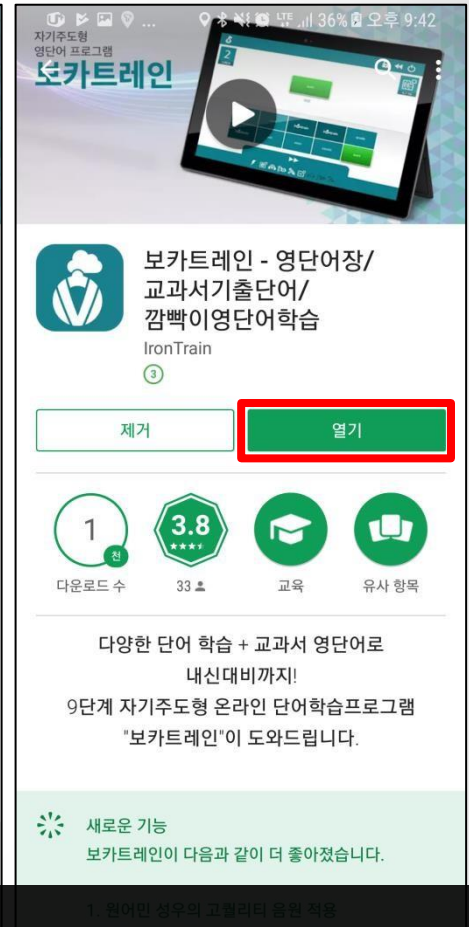 ... LTE 36% 오후 9:42
자기주도형
영단어 프로그램
보카트레인
보카트레인 - 영단어장/
교과서기출단어/
깜빡이영단어학습
IronTrain
3
제거
열기
1
천
3.8
다운로드 수
33
교육
유사 항목
다양한 단어 학습 + 교과서 영단어로
내신대비까지!
9단계 자기주도형 온라인 단어학습프로그램
"보카트레인"이 도와드립니다.
새로운 기능
보카트레인이 다음과 같이 더 좋아졌습니다.
1. 원어민 성우의 고퀄리티 음원 적용